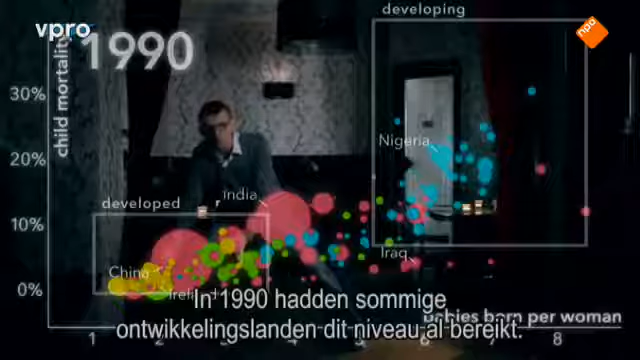 developing
vpro
npo
1990
child mortality
30%
20%
10%
0%
Nigeria
developed
India
China
Ireland
Iraq
In 1990 hadden sommige
ontwikkelingslanden dit niveau al bereikt.
babies born per woman
1
2
3
4
5
6
7
8